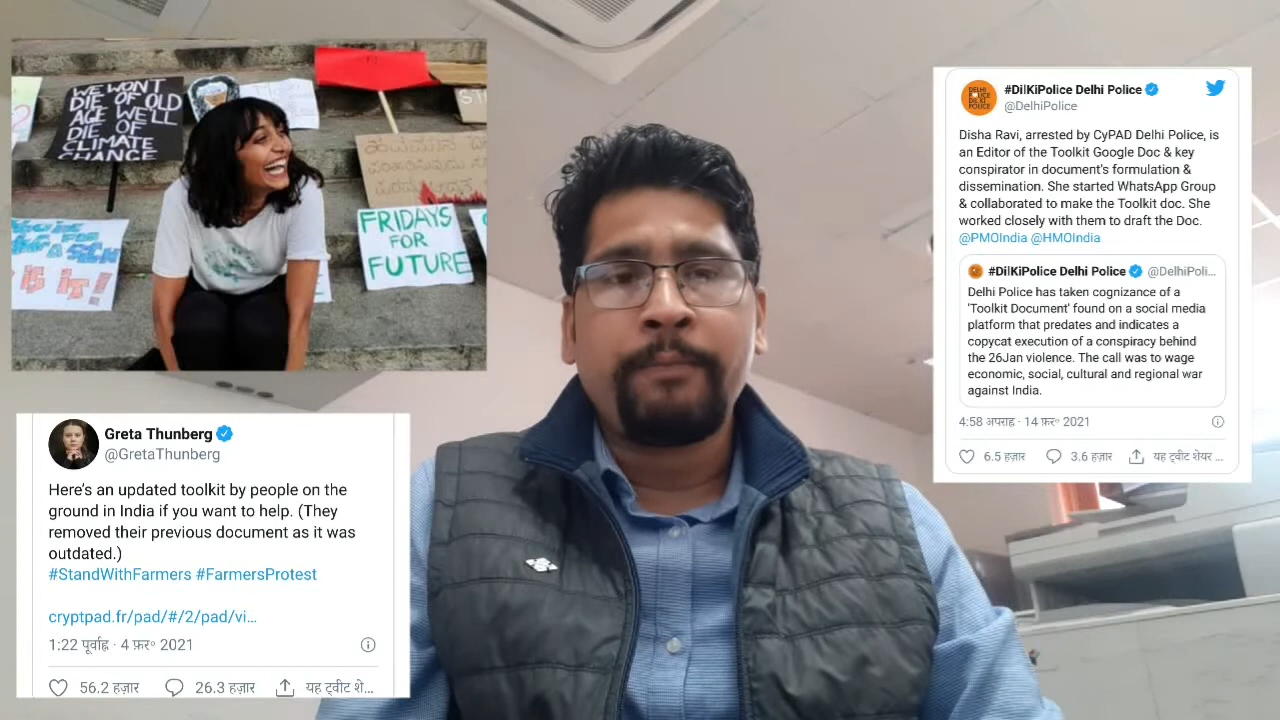 WE WONT
DIE OF OLD
AGE WE'LL
DIE OF
CLIMATE
CHANGE
FRIDAYS
FOR
FUTURE
IS IT!
Greta Thunberg
@GretaThunberg
Here's an updated toolkit by people on the
ground in India if you want to help. (They
removed their previous document as it was
outdated.)
#StandWithFarmers #FarmersProtest
cryptpad.fr/pad/#/2/pad/vi...
1:22 पूर्वाह्न · 4 फ़र॰ 2021
56.2 हज़ार 26.3 हज़ार यह ट्वीट शे...
#DilKiPolice Delhi Police
@DelhiPolice
Disha Ravi, arrested by CyPAD Delhi Police, is
an Editor of the Toolkit Google Doc & key
conspirator in document's formulation &
dissemination. She started WhatsApp Group
& collaborated to make the Toolkit doc. She
worked closely with them to draft the Doc.
@PMOIndia @HMOIndia
#DilKiPolice Delhi Police @DelhiPoli...
Delhi Police has taken cognizance of a
'Toolkit Document' found on a social media
platform that predates and indicates a
copycat execution of a conspiracy behind
the 26Jan violence. The call was to wage
economic, social, cultural and regional war
against India.
4:58 अपराह्न · 14 फ़र॰ 2021
6.5 हज़ार 3.6 हज़ार यह ट्वीट शेयर ...